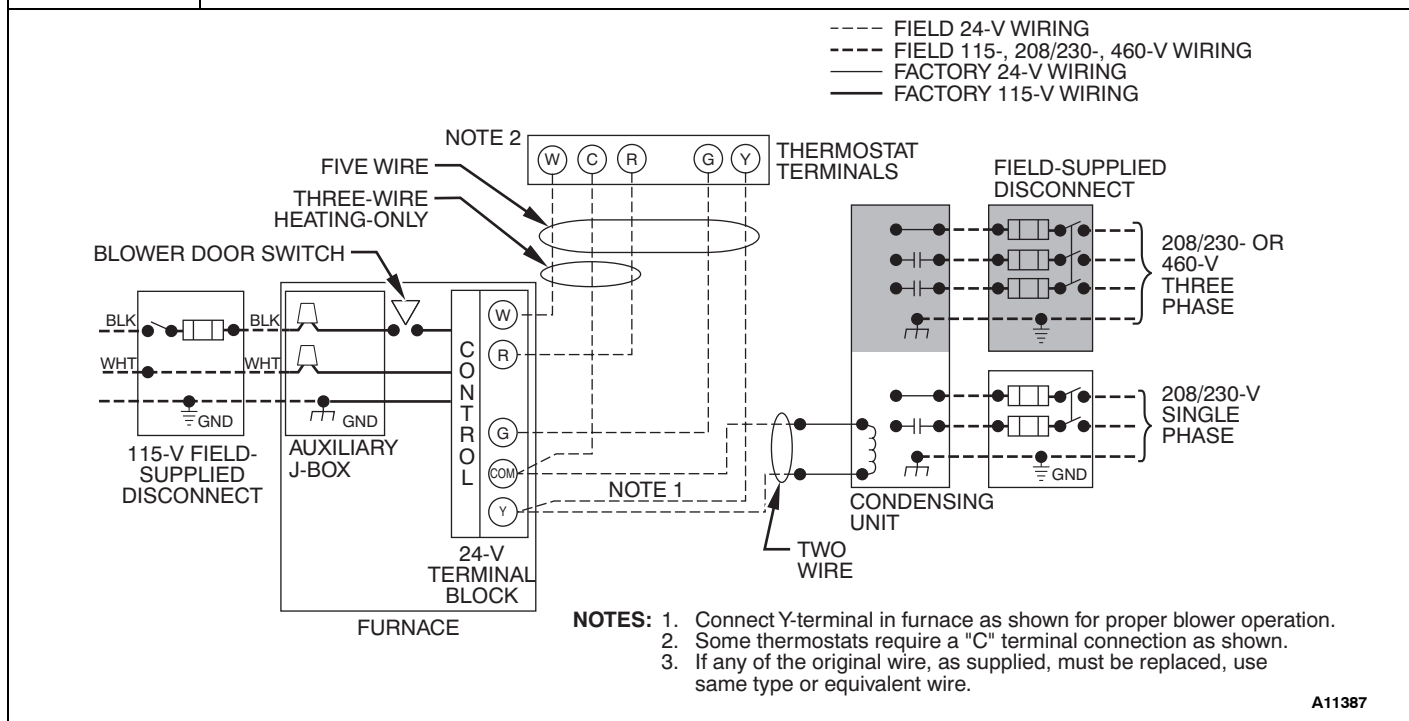 FIELD 24-V WIRING
FIELD 115-, 208/230-, 460-V WIRING
FACTORY 24-V WIRING
FACTORY 115-V WIRING
NOTE 2
W C R G Y
THERMOSTAT
TERMINALS
FIVE WIRE
THREE-WIRE
HEATING-ONLY
BLOWER DOOR SWITCH
FIELD-SUPPLIED
DISCONNECT
208/230- OR
460-V
THREE
PHASE
BLK
BLK
WHT
WHT
GND
GND
115-V FIELD-
SUPPLIED
DISCONNECT
AUXILIARY
J-BOX
CONTROL
W
R
G
COM
Y
24-V
TERMINAL
BLOCK
FURNACE
NOTE 1
TWO
WIRE
CONDENSING
UNIT
GND
208/230-V
SINGLE
PHASE
NOTES: 1. Connect Y-terminal in furnace as shown for proper blower operation.
2. Some thermostats require a "C" terminal connection as shown.
3. If any of the original wire, as supplied, must be replaced, use
same type or equivalent wire.
A11387